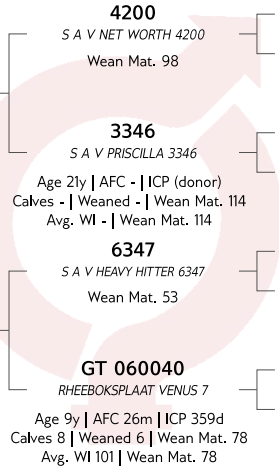 4200
S A V NET WORTH 4200
Wean Mat. 98
3346
S A V PRISCILLA 3346
Age 21y | AFC - | ICP (donor)
Calves - | Weaned - | Wean Mat. 114
Avg. WI - | Wean Mat. 114
6347
S A V HEAVY HITTER 6347
Wean Mat. 53
GT 060040
RHEEBOKSPLAAT VENUS 7
Age 9y | AFC 26m | ICP 359d
Calves 8 | Weaned 6 | Wean Mat. 78
Avg. WI 101 | Wean Mat. 78